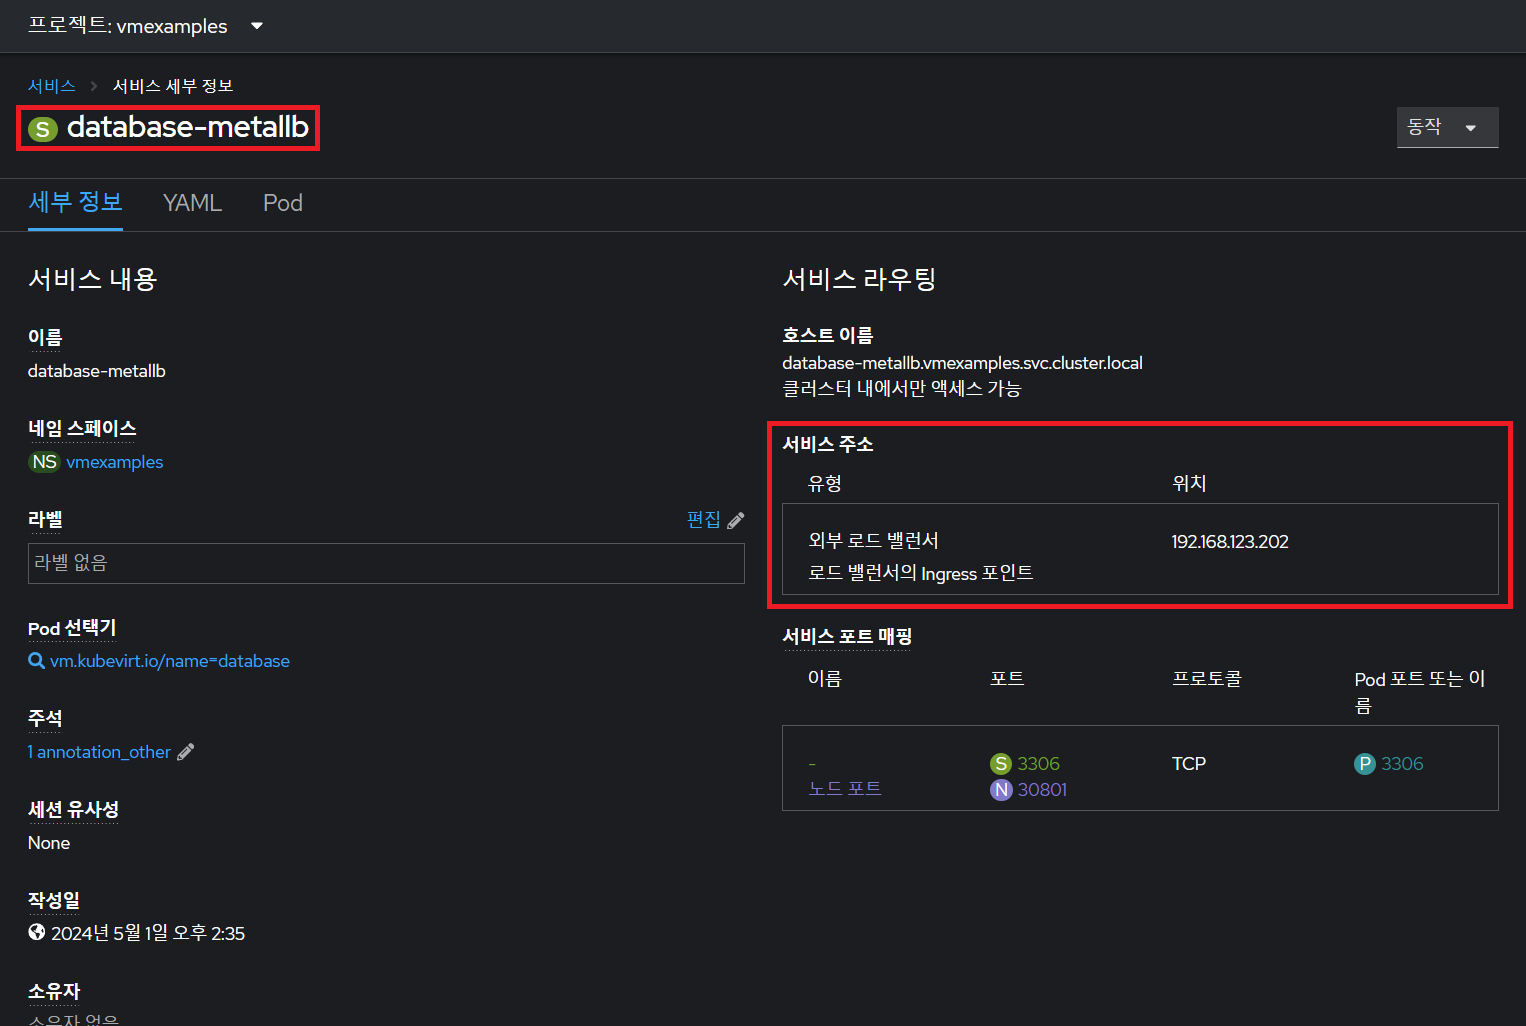 프로젝트: vmexamples
서비스 > 서비스 세부 정보
S database-metallb
동작
세부 정보 YAML Pod
서비스 내용
이름
database-metallb
네임 스페이스
NS vmexamples
라벨
편집
라벨 없음
Pod 선택기
vm.kubevirt.io/name=database
주석
1 annotation_other
세션 유사성
None
작성일
2024년 5월 1일 오후 2:35
소유자
소유자 없음
서비스 라우팅
호스트 이름
database-metallb.vmexamples.svc.cluster.local
클러스터 내에서만 액세스 가능
서비스 주소
유형 위치
외부 로드 밸런서 192.168.123.202
로드 밸런서의 Ingress 포인트
서비스 포트 매핑
이름 포트 프로토콜 Pod 포트 또는 이
름
- S 3306 TCP P 3306
노드 포트 N 30801